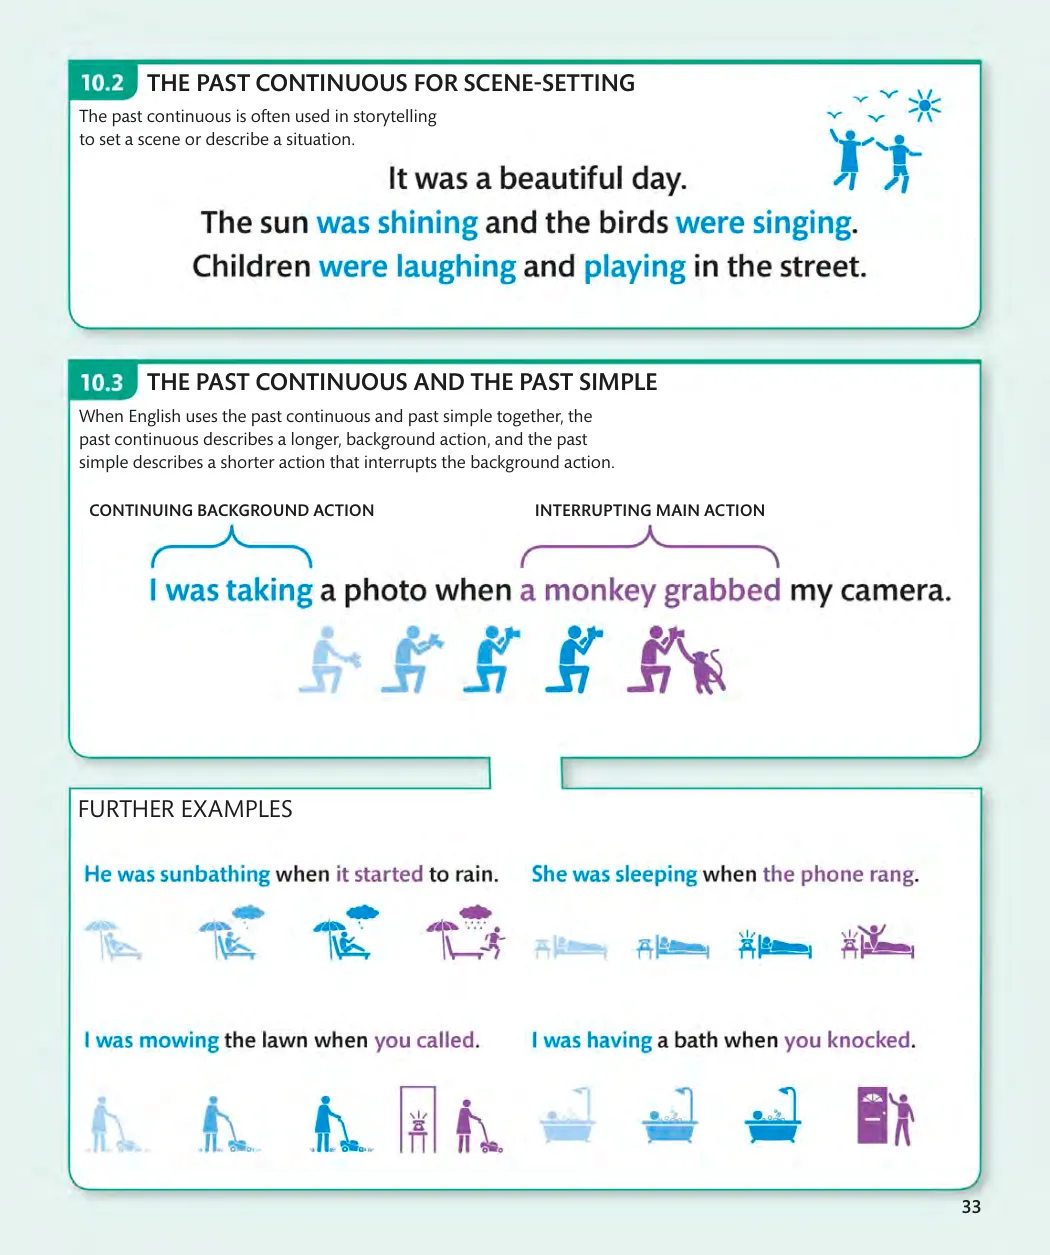 10.2 THE PAST CONTINUOUS FOR SCENE-SETTING
The past continuous is often used in storytelling
to set a scene or describe a situation.
It was a beautiful day.
The sun was shining and the birds were singing.
Children were laughing and playing in the street.
10.3 THE PAST CONTINUOUS AND THE PAST SIMPLE
When English uses the past continuous and past simple together, the
past continuous describes a longer, background action, and the past
simple describes a shorter action that interrupts the background action.
CONTINUING BACKGROUND ACTION INTERRUPTING MAIN ACTION
I was taking a photo when a monkey grabbed my camera.
FURTHER EXAMPLES
He was sunbathing when it started to rain.
She was sleeping when the phone rang.
I was mowing the lawn when you called.
I was having a bath when you knocked.
33